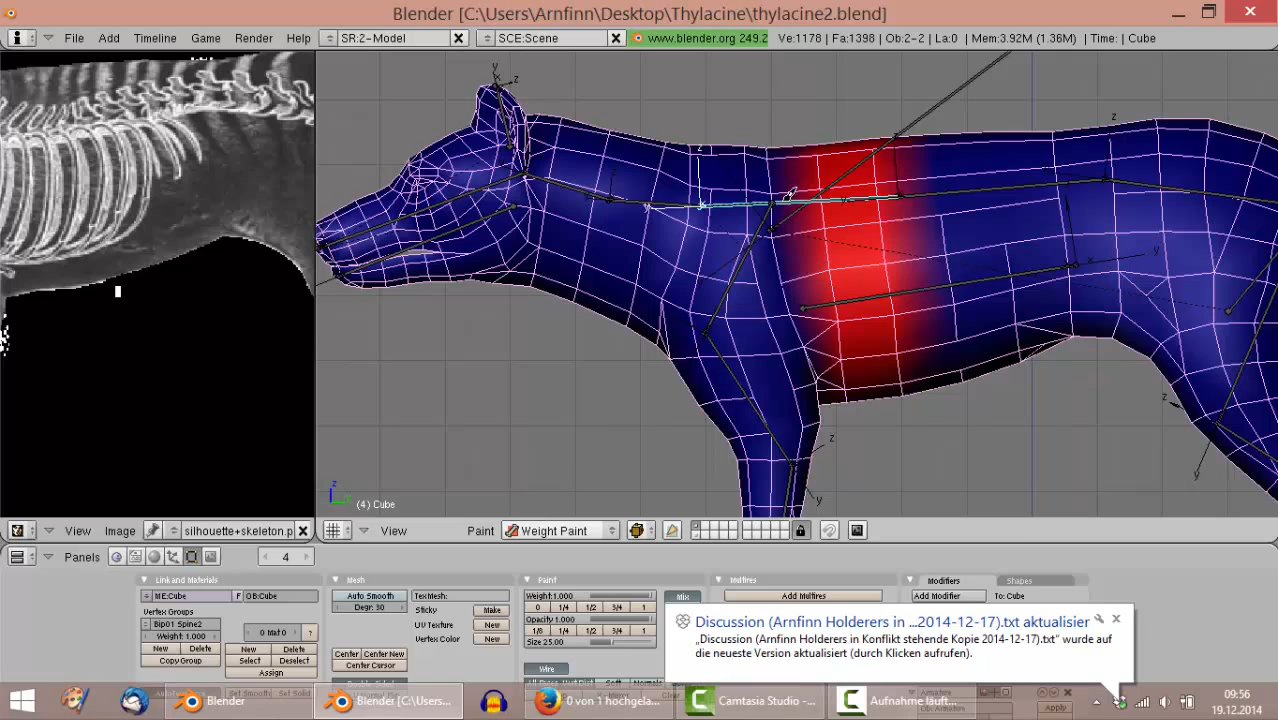 Blender [C:\Users\Arnfinn\Desktop\Thylacine\thylacine2.blend]
File Add Timeline Game Render Help SR:2-Model SCE:Scene www.blender.org 249.2 Ve:1178 | Fa:1398 | Ob:2-2 | La:0 | Mem:3.92M (1.36M) | Time: | Cube
y
z
x
z
z
y
y
y
x
z
z
y
y
z
y
(4) Cube
View Image silhouette+skeleton.p View Paint Weight Paint
Panels 4
Link and Materials Mesh Paint Multires Modifiers Shapes
ME:Cube F OB:Cube Auto Smooth TexMesh: Weight:1.000 Mix Add Multires Add Modifier To: Cube
Degr: 30 Sticky Make 0 1/4 1/2 3/4 1
Vertex Groups
Bip01 Spine2 0 Mat 0 ? UV Texture New Opacity 1.000
Weight: 1.000 Vertex Color New 1/8 1/4 1/2 3/4 1
New Delete New Delete Center Center New Size 25.00
Copy Group Select Deselect Center Cursor
Assign Wire
Discussion (Arnfinn Holderers in ...2014-12-17).txt aktualisier
„Discussion (Arnfinn Holderers in Konflikt stehende Kopie 2014-12-17).txt“ wurde auf
die neueste Version aktualisiert (durch Klicken aufrufen).
Apply
Blender Blender [C:\Users... 0 von 1 hochgela... Camtasia Studio - ... Aufnahme läuft...
09:56
19.12.2014